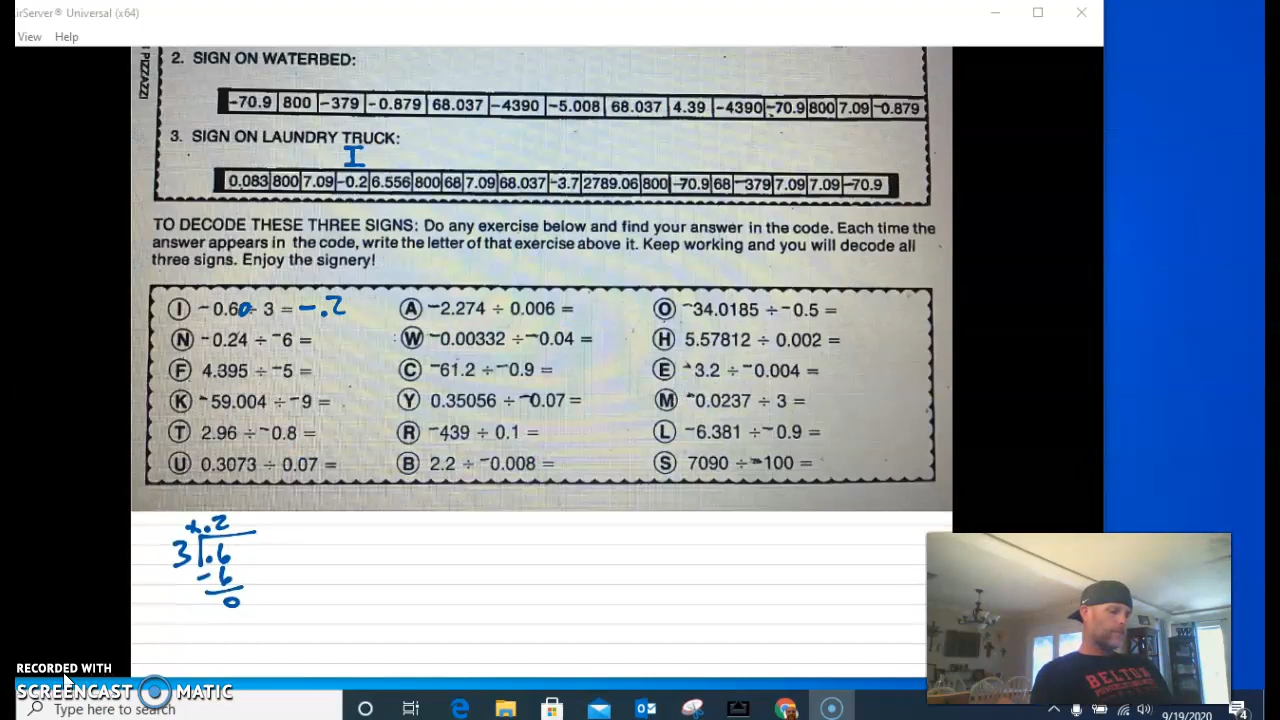 AirServer® Universal (x64)
View Help
PIZZAZZ
2. SIGN ON WATERBED:
-70.9 800 -379 -0.879 68.037 -4390 -5.008 68.037 4.39 -4390 -70.9 800 7.09 -0.879
3. SIGN ON LAUNDRY TRUCK:
I
0.083 800 7.09 -0.2 6.556 800 68 7.09 68.037 -3.7 2789.06 800 -70.9 68 -379 7.09 7.09 -70.9
TO DECODE THESE THREE SIGNS: Do any exercise below and find your answer in the code. Each time the
answer appears in the code, write the letter of that exercise above it. Keep working and you will decode all
three signs. Enjoy the signery!
I -0.6 ÷ 3 = -.2 A -2.274 ÷ 0.006 = O -34.0185 ÷ -0.5 =
N -0.24 ÷ -6 = W -0.00332 ÷ -0.04 = H 5.57812 ÷ 0.002 =
F 4.395 ÷ -5 = C -61.2 ÷ -0.9 = E -3.2 ÷ -0.004 =
K -59.004 ÷ -9 = Y 0.35056 ÷ -0.07 = M -0.0237 ÷ 3 =
T 2.96 ÷ -0.8 = R -439 ÷ 0.1 = L -6.381 ÷ -0.9 =
U 0.3073 ÷ 0.07 = B 2.2 ÷ -0.008 = S 7090 ÷ -100 =
x.2
3 .6
-6
0
BELTON
RECORDED WITH
SCREENCAST MATIC
Type here to search
9/19/2020
4